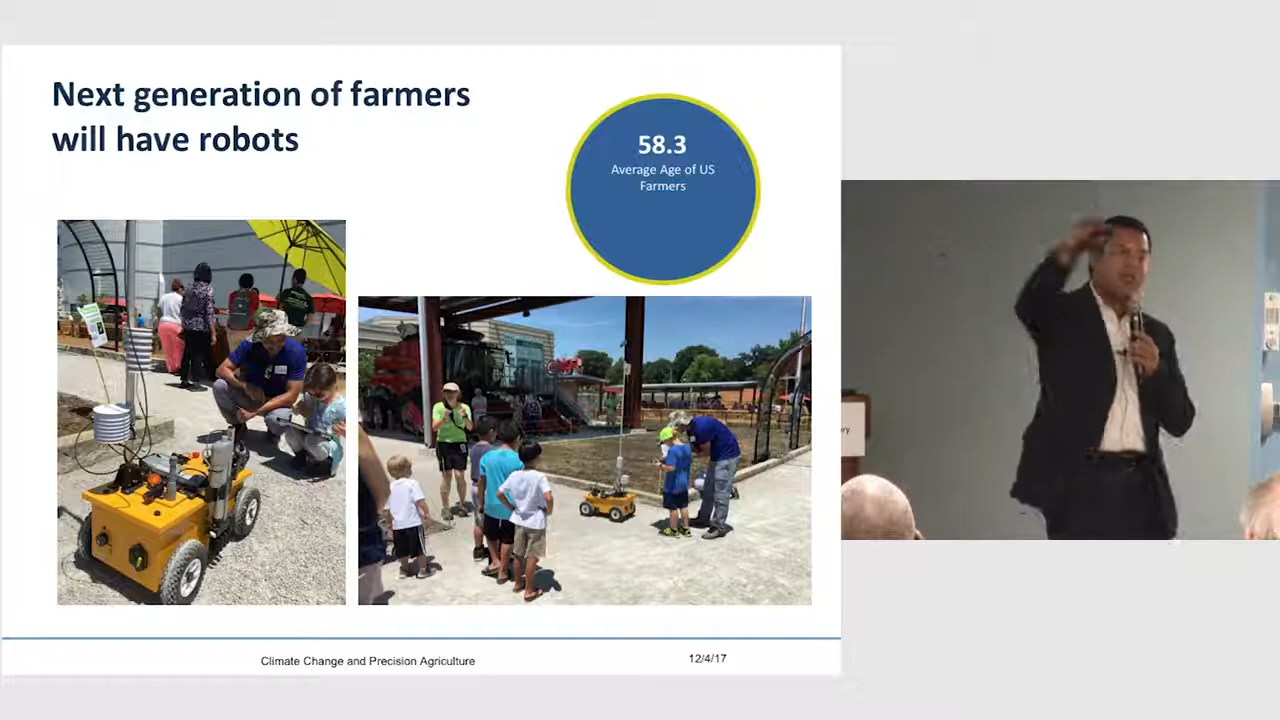 Next generation of farmers
will have robots
58.3
Average Age of US
Farmers
Climate Change and Precision Agriculture
12/4/17